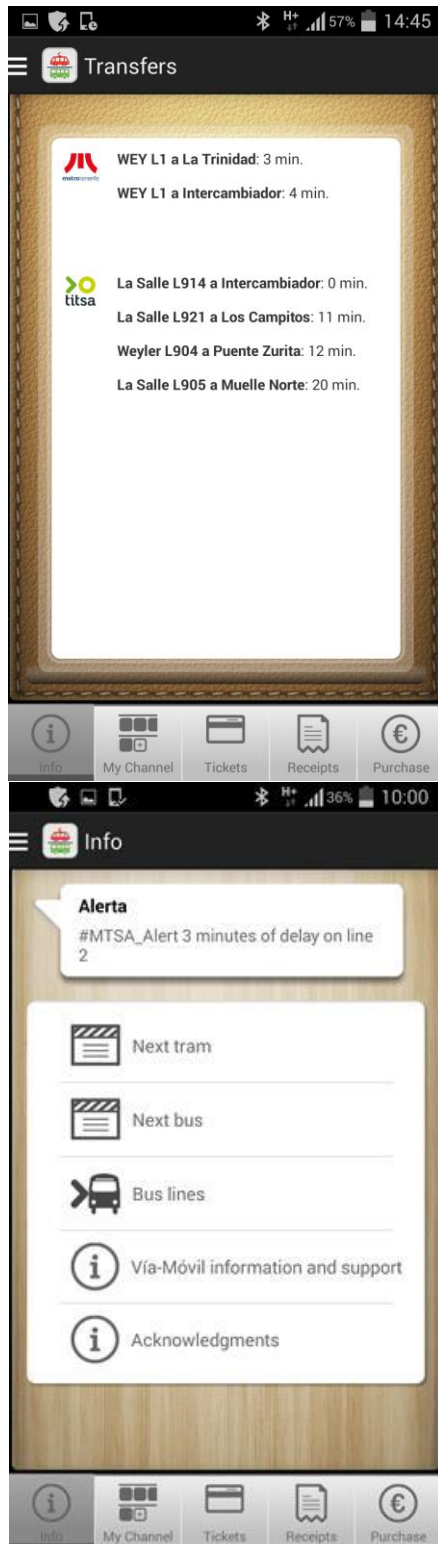 H+ 57% 14:45
Transfers
metrotenerife
WEY L1 a La Trinidad: 3 min.
WEY L1 a Intercambiador: 4 min.
titsa
La Salle L914 a Intercambiador: 0 min.
La Salle L921 a Los Campitos: 11 min.
Weyler L904 a Puente Zurita: 12 min.
La Salle L905 a Muelle Norte: 20 min.
Info My Channel Tickets Receipts Purchase
H+ 36% 10:00
Info
Alerta
#MTSA_Alert 3 minutes of delay on line
2
Next tram
Next bus
Bus lines
Vía-Móvil information and support
Acknowledgments
Info My Channel Tickets Receipts Purchase